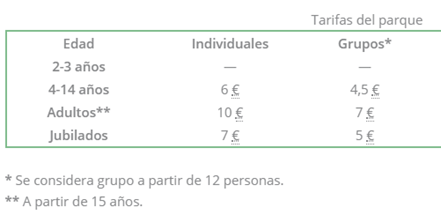 Tarifas del parque
Edad Individuales Grupos*
2-3 años — —
4-14 años 6 € 4,5 €
Adultos** 10 € 7 €
Jubilados 7 € 5 €
* Se considera grupo a partir de 12 personas.
** A partir de 15 años.